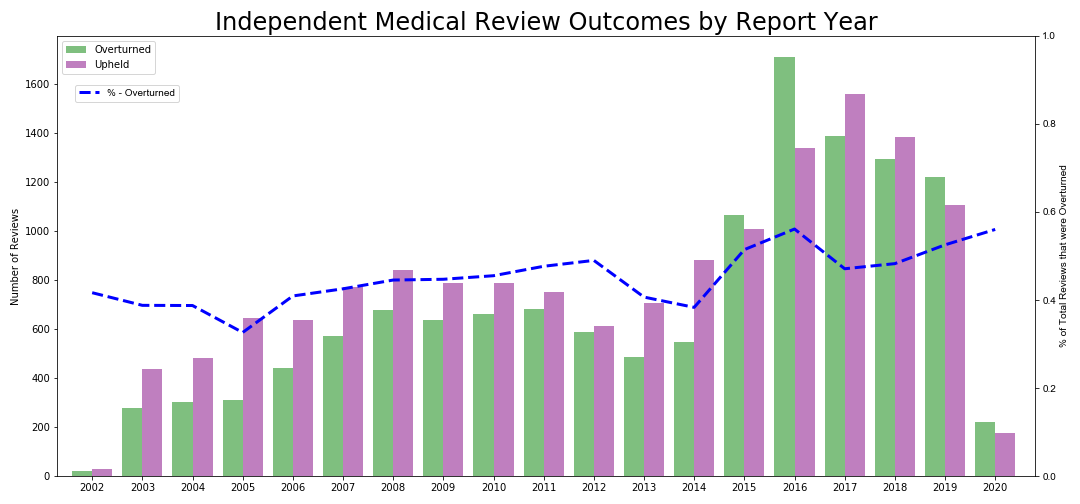 Independent Medical Review Outcomes by Report Year
Overturned
Upheld
% - Overturned
Number of Reviews
1600
1400
1200
1000
800
600
400
200
0
1.0
0.8
0.6
0.4
0.2
0.0
% of Total Reviews that were Overturned
2002 2003 2004 2005 2006 2007 2008 2009 2010 2011 2012 2013 2014 2015 2016 2017 2018 2019 2020